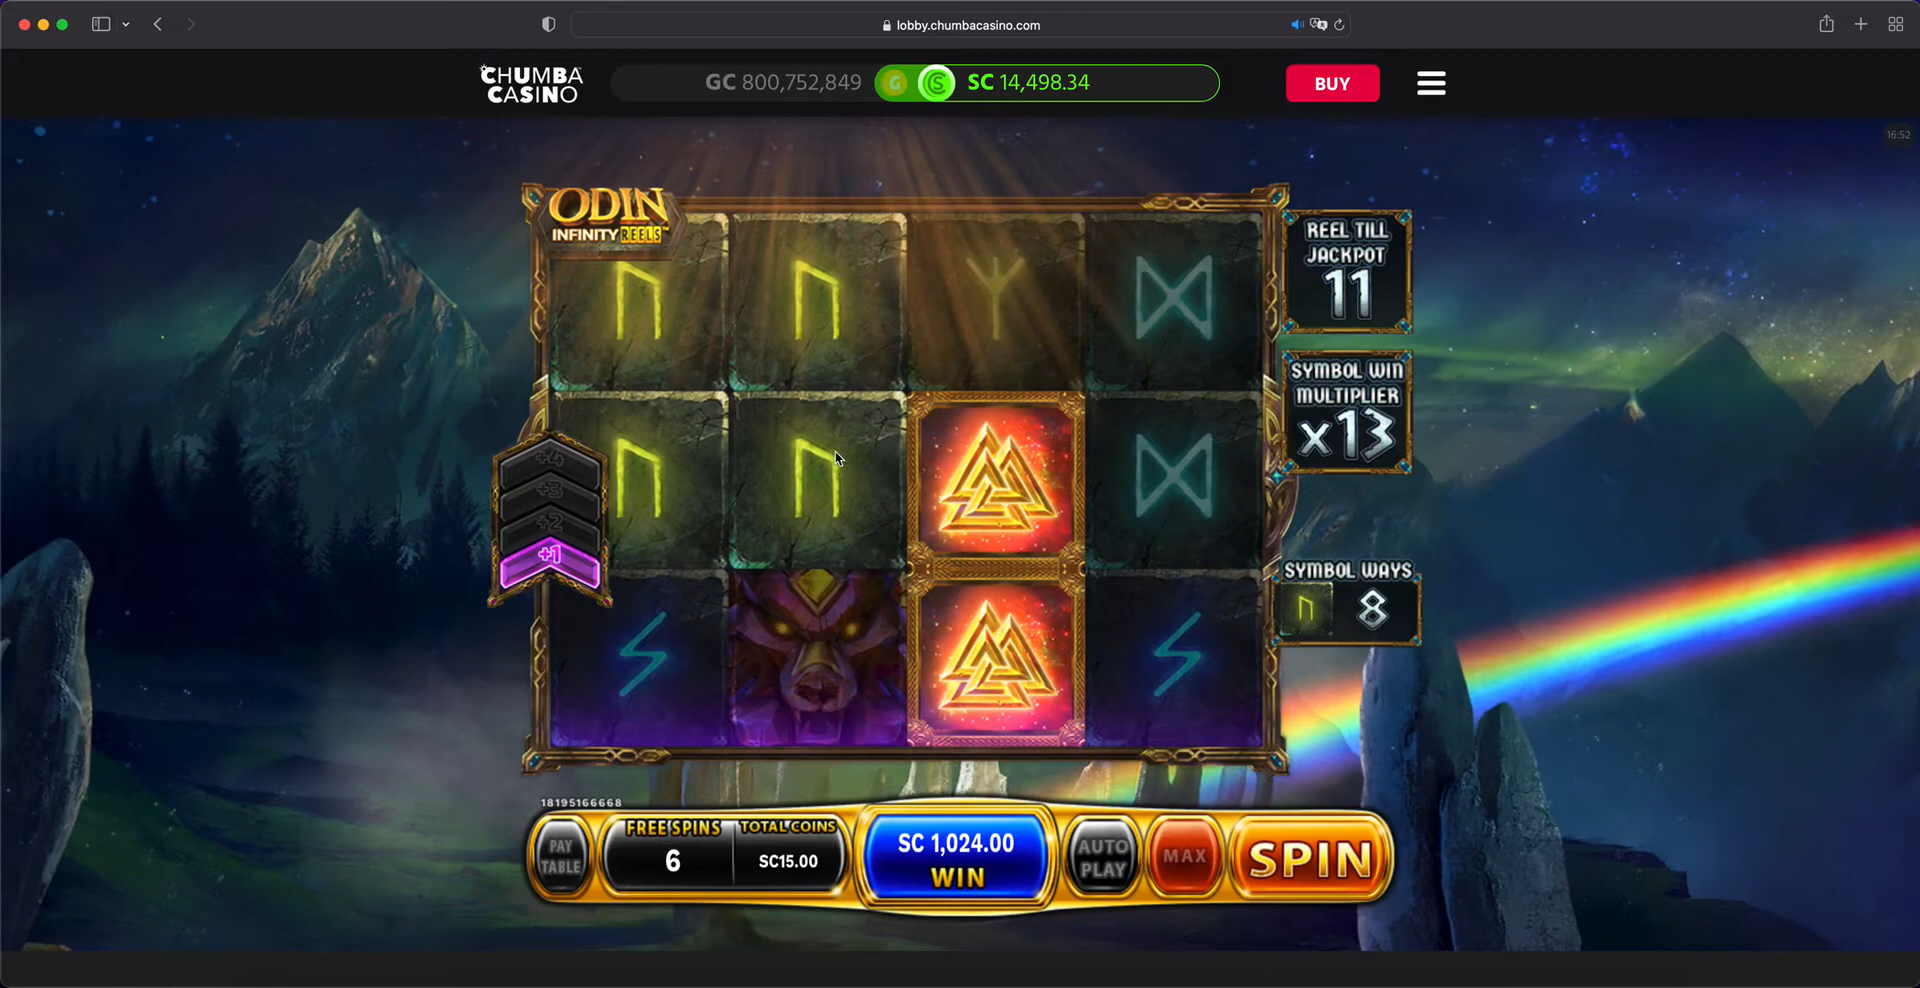 lobby.chumbacasino.com
CHUMBA
CASINO
GC 800,752,849
G
S
SC 14,498.34
BUY
16:52
ODIN
INFINITY REELS™
REEL TILL
JACKPOT
11
SYMBOL WIN
MULTIPLIER
x13
+4
+3
+2
+1
SYMBOL WAYS
8
18195166668
PAY
TABLE
FREE SPINS
6
TOTAL COINS
SC15.00
SC 1,024.00
WIN
AUTO
PLAY
MAX
SPIN